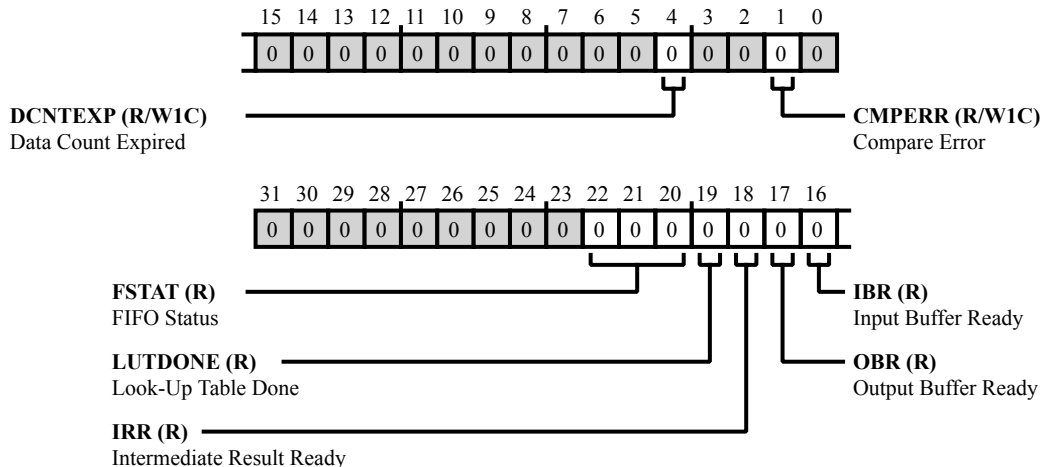 15 14 13 12 11 10 9 8 7 6 5 4 3 2 1 0
0 0 0 0 0 0 0 0 0 0 0 0 0 0 0 0
DCNTEXP (R/W1C)
Data Count Expired
CMPERR (R/W1C)
Compare Error
31 30 29 28 27 26 25 24 23 22 21 20 19 18 17 16
0 0 0 0 0 0 0 0 0 0 0 0 0 0 0 0
FSTAT (R)
FIFO Status
IBR (R)
Input Buffer Ready
LUTDONE (R)
Look-Up Table Done
OBR (R)
Output Buffer Ready
IRR (R)
Intermediate Result Ready